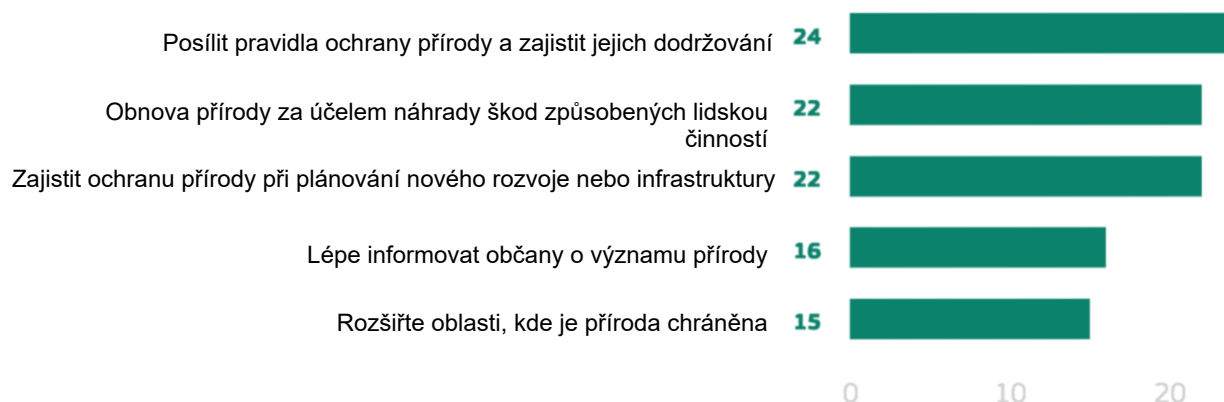 Posílit pravidla ochrany přírody a zajistit jejich dodržování 24
Obnova přírody za účelem náhrady škod způsobených lidskou
činností 22
Zajistit ochranu přírody při plánování nového rozvoje nebo infrastruktury 22
Lépe informovat občany o významu přírody 16
Rozšiřte oblasti, kde je příroda chráněna 15
0 10 20